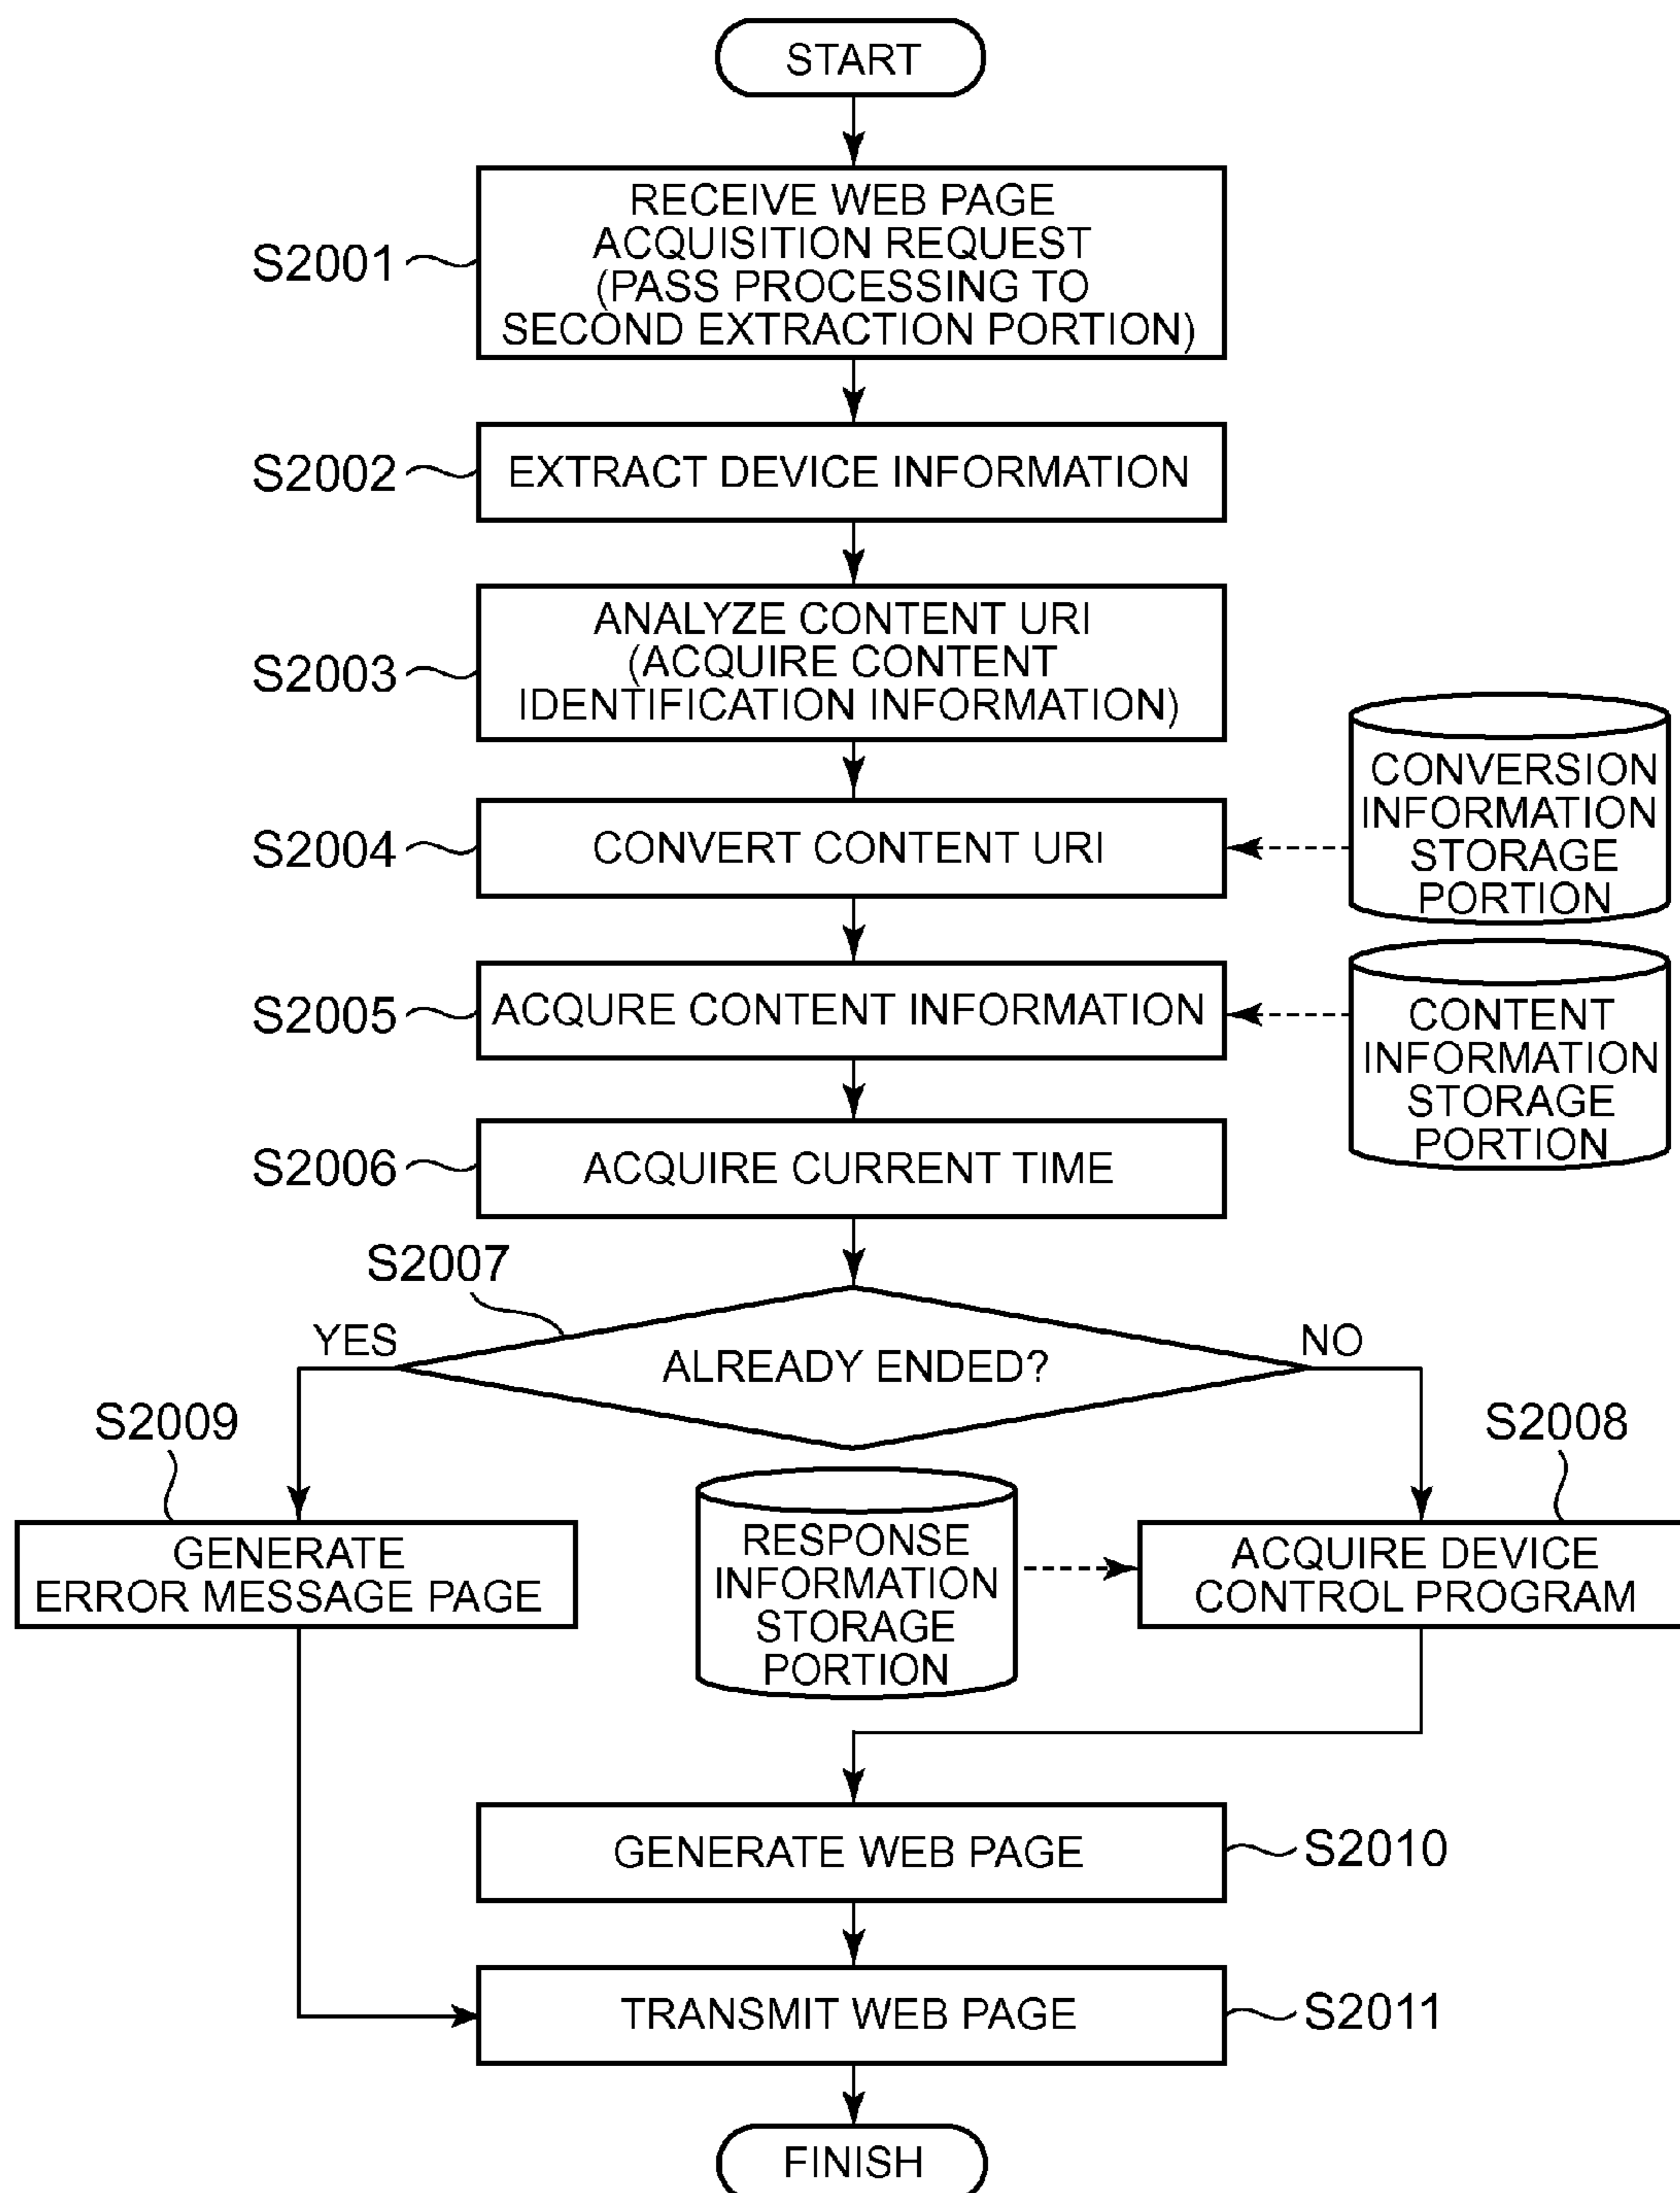 START
RECEIVE WEB PAGE
ACQUISITION REQUEST
(PASS PROCESSING TO
SECOND EXTRACTION PORTION)
S2001
EXTRACT DEVICE INFORMATION
S2002
ANALYZE CONTENT URI
(ACQUIRE CONTENT
IDENTIFICATION INFORMATION)
S2003
CONVERT CONTENT URI
S2004
CONVERSION
INFORMATION
STORAGE
PORTION
ACQURE CONTENT INFORMATION
S2005
CONTENT
INFORMATION
STORAGE
PORTION
ACQUIRE CURRENT TIME
S2006
S2007
YES
ALREADY ENDED?
NO
S2009
GENERATE
ERROR MESSAGE PAGE
RESPONSE
INFORMATION
STORAGE
PORTION
S2008
ACQUIRE DEVICE
CONTROL PROGRAM
GENERATE WEB PAGE
S2010
TRANSMIT WEB PAGE
S2011
FINISH